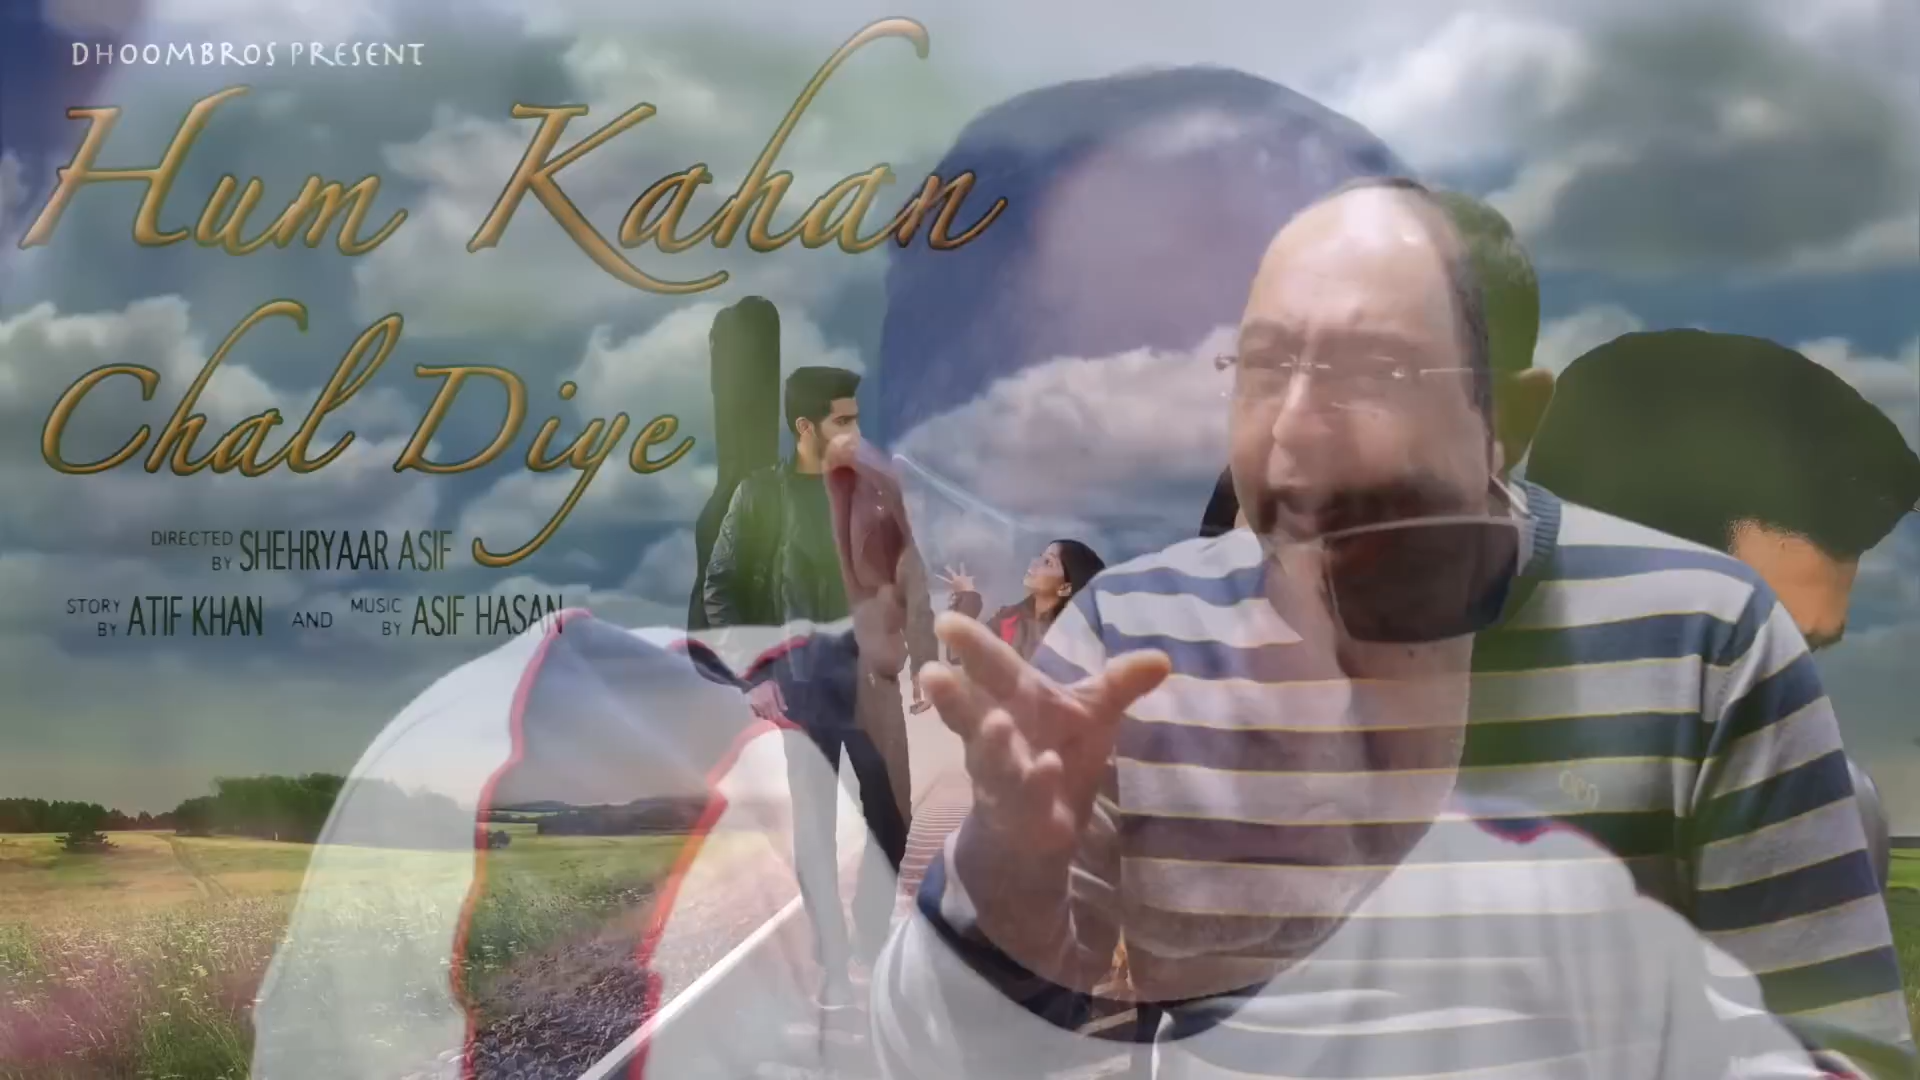 DHOOMBROS PRESENT
Hum Kahan
Chal Diye
DIRECTED BY SHEHRYAAR ASIF
STORY BY ATIF KHAN AND MUSIC BY ASIF HASAN